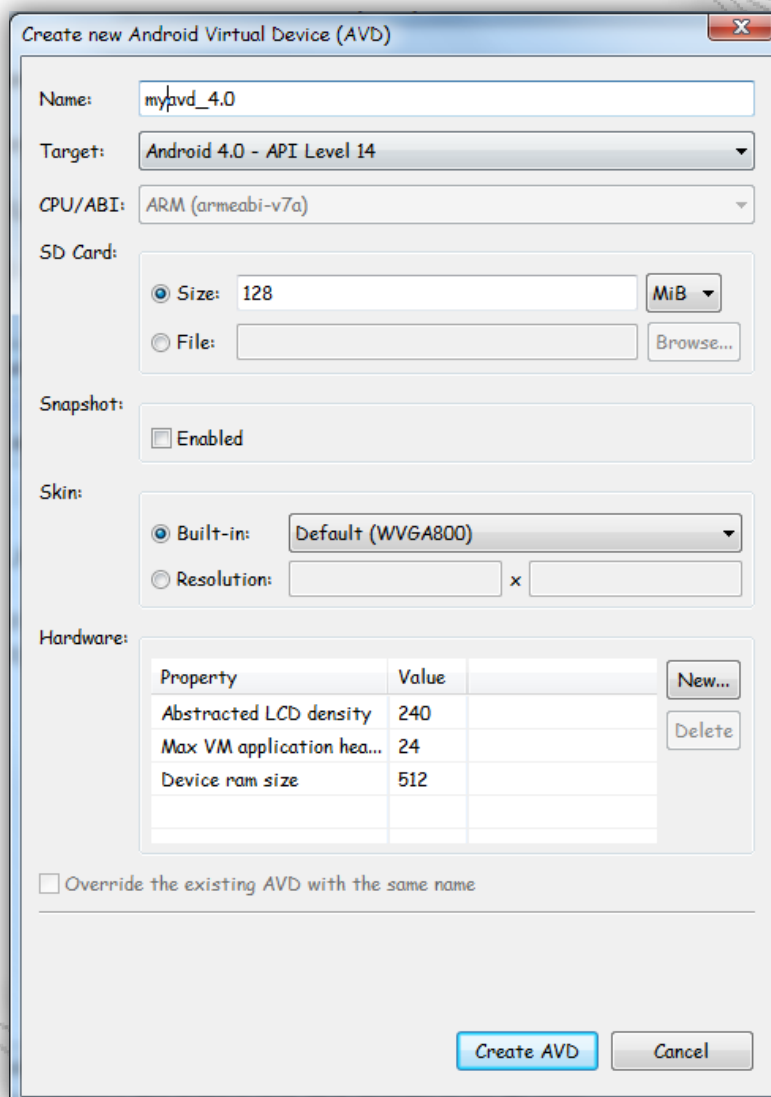 Create new Android Virtual Device (AVD)
Name: myavd_4.0
Target: Android 4.0 - API Level 14
CPU/ABI: ARM (armeabi-v7a)
SD Card:
Size: 128 MiB
File: Browse...
Snapshot:
Enabled
Skin:
Built-in: Default (WVGA800)
Resolution: x
Hardware:
Property Value New...
Abstracted LCD density 240 Delete
Max VM application hea... 24
Device ram size 512
Override the existing AVD with the same name
Create AVD Cancel